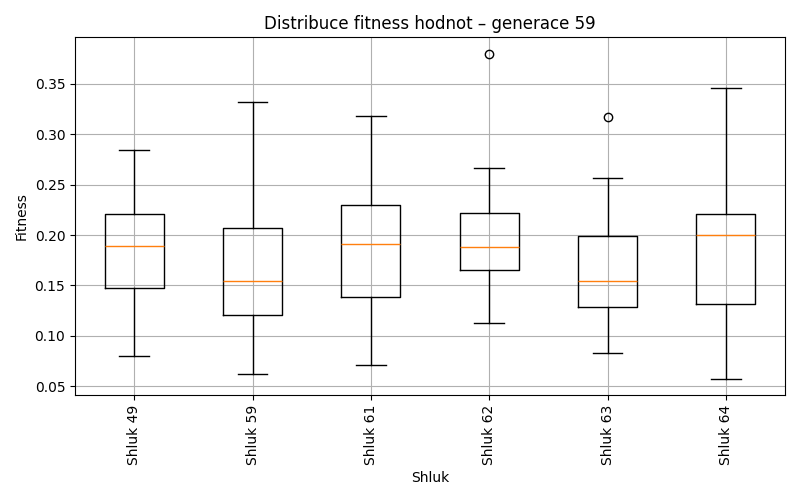 Distribuce fitness hodnot – generace 59
Fitness
0.35
0.30
0.25
0.20
0.15
0.10
0.05
Shluk 49
Shluk 59
Shluk 61
Shluk 62
Shluk 63
Shluk 64
Shluk